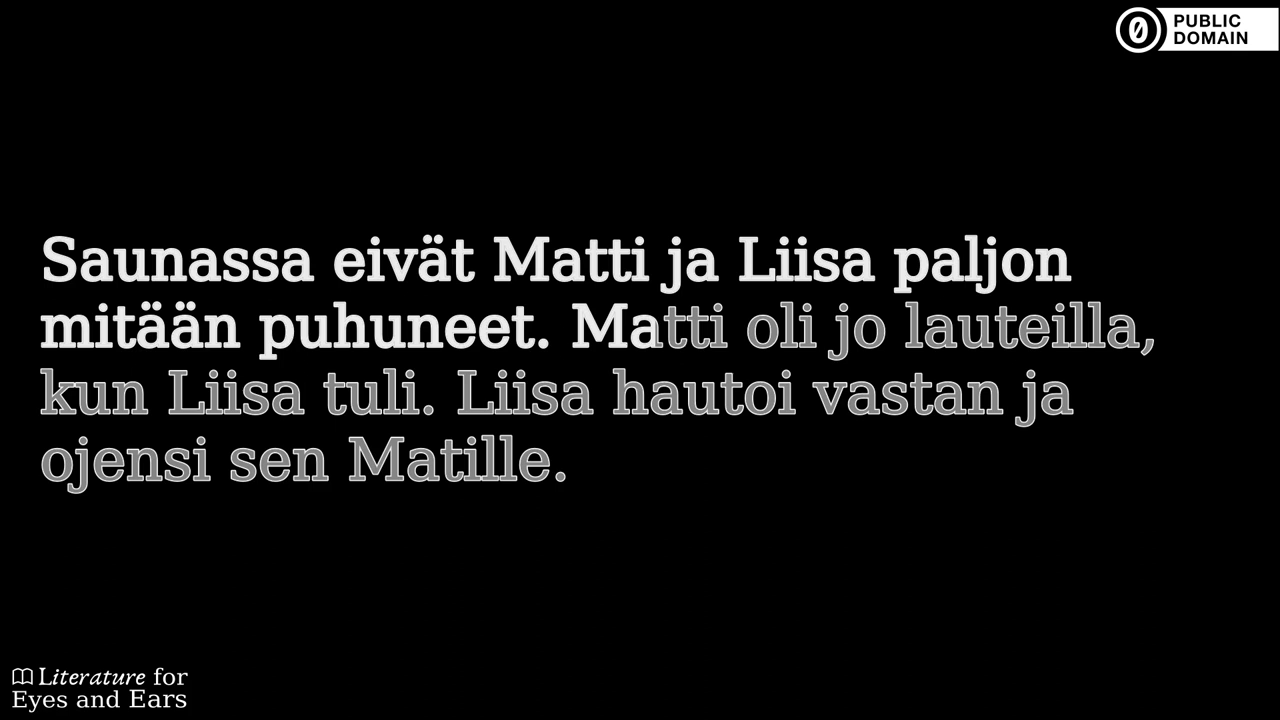 PUBLIC
DOMAIN
Saunassa eivät Matti ja Liisa paljon
mitään puhuneet. Matti oli jo lauteilla,
kun Liisa tuli. Liisa hautoi vastan ja
ojensi sen Matille.
Literature for
Eyes and Ears